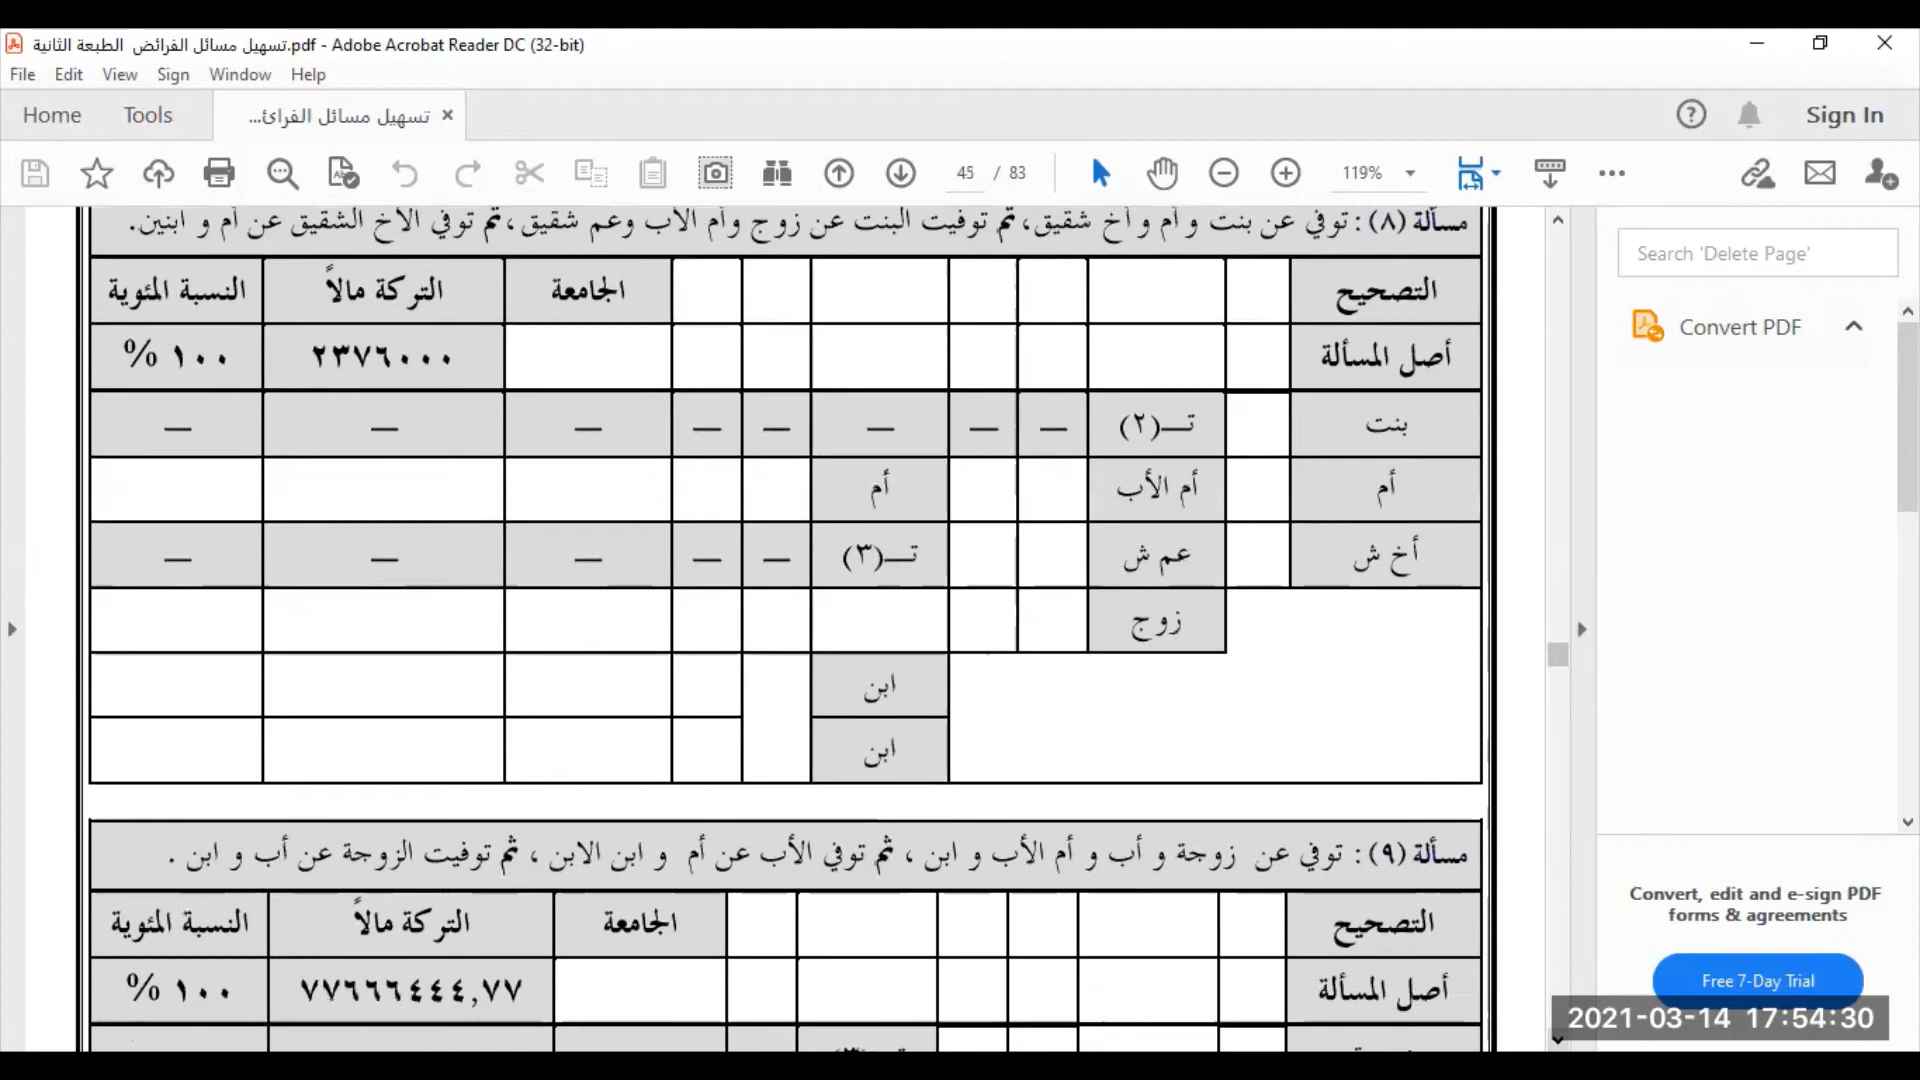 تسهيل مسائل الفرائض الطبعة الثانية.pdf - Adobe Acrobat Reader DC (32-bit)
File Edit View Sign Window Help
Home Tools تسهيل مسائل الفرائ... × Sign In
45 / 83 119%
مسألة (٨) : توفي عن بنت و أم و أخ شقيق، ثم توفيت البنت عن زوج وأم الأب وعم شقيق، ثم توفي الأخ الشقيق عن أم و ابنين.
التصحيح الجامعة التركة مالاً النسبة المئوية
أصل المسألة ٢٣٧٦٠٠٠ ١٠٠ %
بنت تـ(٢) — — — — — — — —
أم أم الأب أم
أخ ش عم ش تـ(٣) — — — — —
زوج
ابن
ابن
مسألة (٩) : توفي عن زوجة و أب و أم الأب و ابن ، ثم توفي الأب عن أم و ابن الابن ، ثم توفيت الزوجة عن أب و ابن .
التصحيح الجامعة التركة مالاً النسبة المئوية
أصل المسألة ٧٧٦٦٦٤٤٤,٧٧ ١٠٠ %
Search 'Delete Page'
Convert PDF
Convert, edit and e-sign PDF
forms & agreements
Free 7-Day Trial
2021-03-14 17:54:30